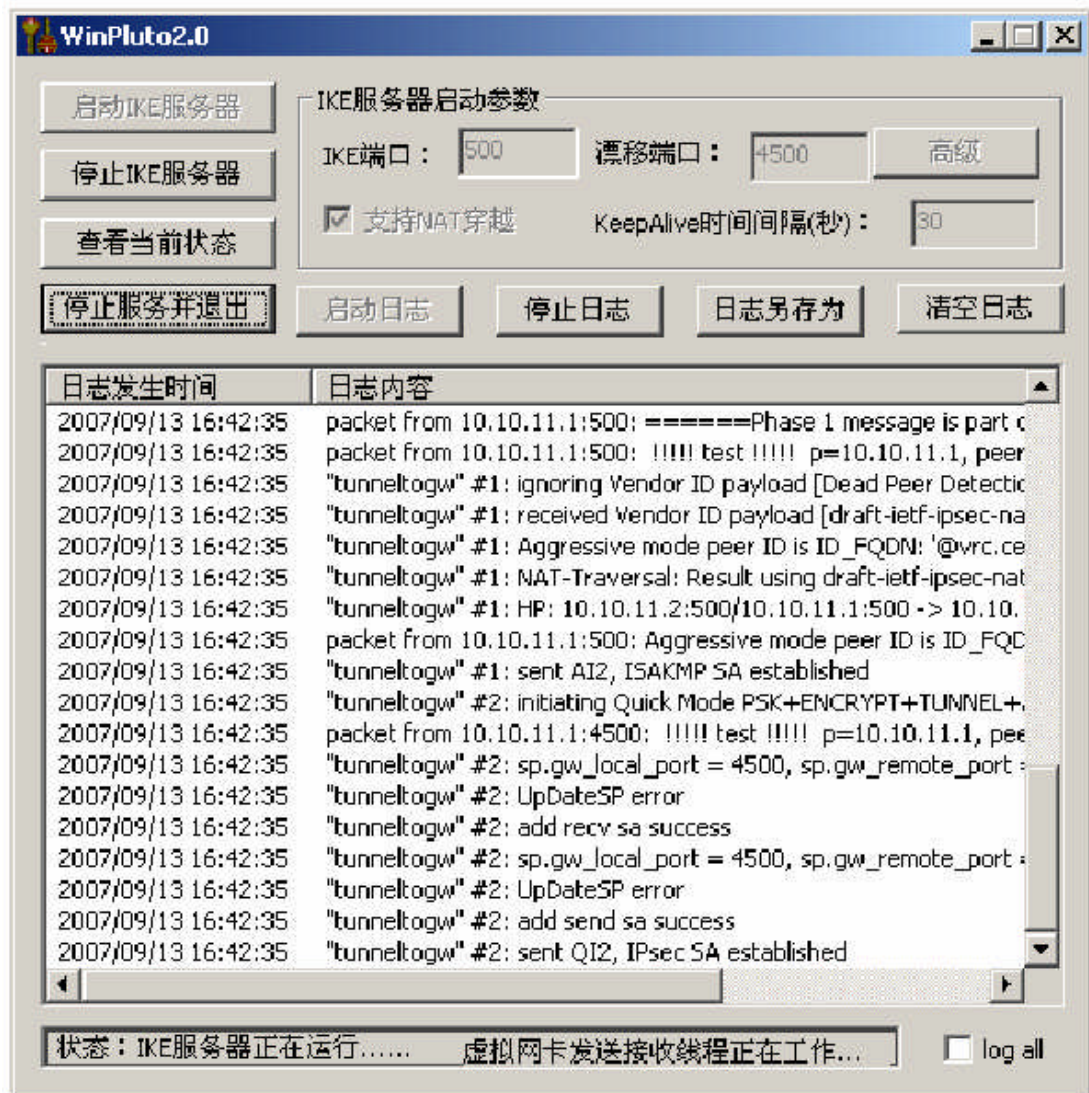 WinPluto2.0
启动IKE服务器
IKE服务器启动参数
IKE端口： 500 漂移端口： 4500 高级
停止IKE服务器
支持NAT穿越 KeepAlive时间间隔(秒)： 30
查看当前状态
停止服务并退出 启动日志 停止日志 日志另存为 清空日志
日志发生时间 日志内容
2007/09/13 16:42:35 packet from 10.10.11.1:500: ======Phase 1 message is part o
2007/09/13 16:42:35 packet from 10.10.11.1:500: !!!!! test !!!!! p=10.10.11.1, peer
2007/09/13 16:42:35 "tunneltogw" #1: ignoring Vendor ID payload [Dead Peer Detectic
2007/09/13 16:42:35 "tunneltogw" #1: received Vendor ID payload [draft-ietf-ipsec-na
2007/09/13 16:42:35 "tunneltogw" #1: Aggressive mode peer ID is ID_FQDN: '@vrc.ce
2007/09/13 16:42:35 "tunneltogw" #1: NAT-Traversal: Result using draft-ietf-ipsec-nat
2007/09/13 16:42:35 "tunneltogw" #1: HP: 10.10.11.2:500/10.10.11.1:500 -> 10.10.
2007/09/13 16:42:35 packet from 10.10.11.1:500: Aggressive mode peer ID is ID_FQD
2007/09/13 16:42:35 "tunneltogw" #1: sent AI2, ISAKMP SA established
2007/09/13 16:42:35 "tunneltogw" #2: initiating Quick Mode PSK+ENCRYPT+TUNNEL+
2007/09/13 16:42:35 packet from 10.10.11.1:4500: !!!!! test !!!!! p=10.10.11.1, pee
2007/09/13 16:42:35 "tunneltogw" #2: sp.gw_local_port = 4500, sp.gw_remote_port =
2007/09/13 16:42:35 "tunneltogw" #2: UpDateSP error
2007/09/13 16:42:35 "tunneltogw" #2: add recv sa success
2007/09/13 16:42:35 "tunneltogw" #2: sp.gw_local_port = 4500, sp.gw_remote_port =
2007/09/13 16:42:35 "tunneltogw" #2: UpDateSP error
2007/09/13 16:42:35 "tunneltogw" #2: add send sa success
2007/09/13 16:42:35 "tunneltogw" #2: sent QI2, IPsec SA established
状态：IKE服务器正在运行...... 虚拟网卡发送接收线程正在工作... log all